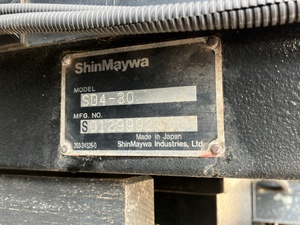 ShinMaywa
MODEL
SD4-30
MFG. NO.
Made in Japan
ShinMaywa Industries, Ltd.